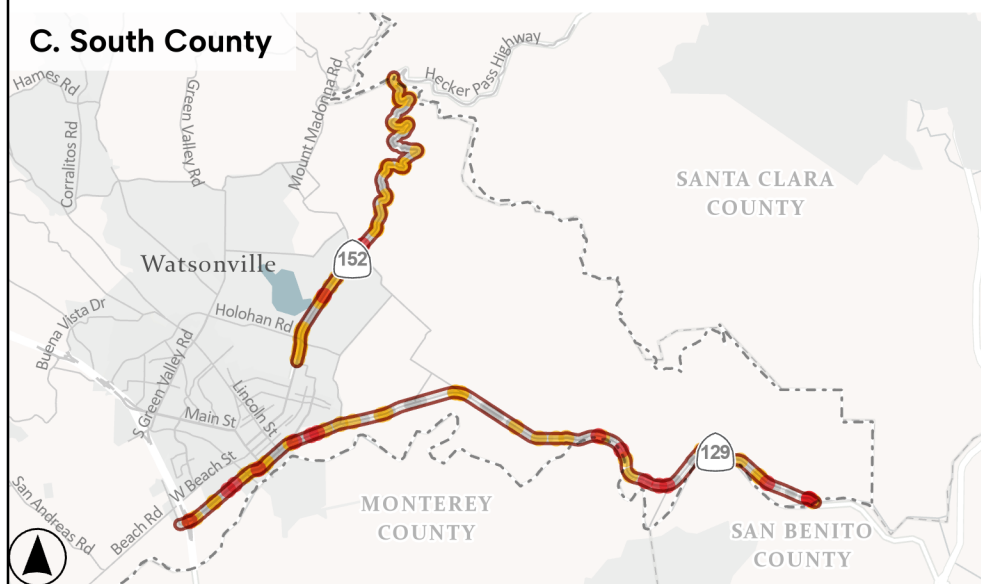 C. South County
Hecker Pass Highway
Hames Rd
Corralitos Rd
Green Valley Rd
Mount Madonna Rd
SANTA CLARA
COUNTY
Watsonville
152
Holohan Rd
Buena Vista Dr
S Green Valley Rd
Lincoln St
Main St
W Beach St
129
San Andreas Rd
Beach Rd
MONTEREY
COUNTY
SAN BENITO
COUNTY